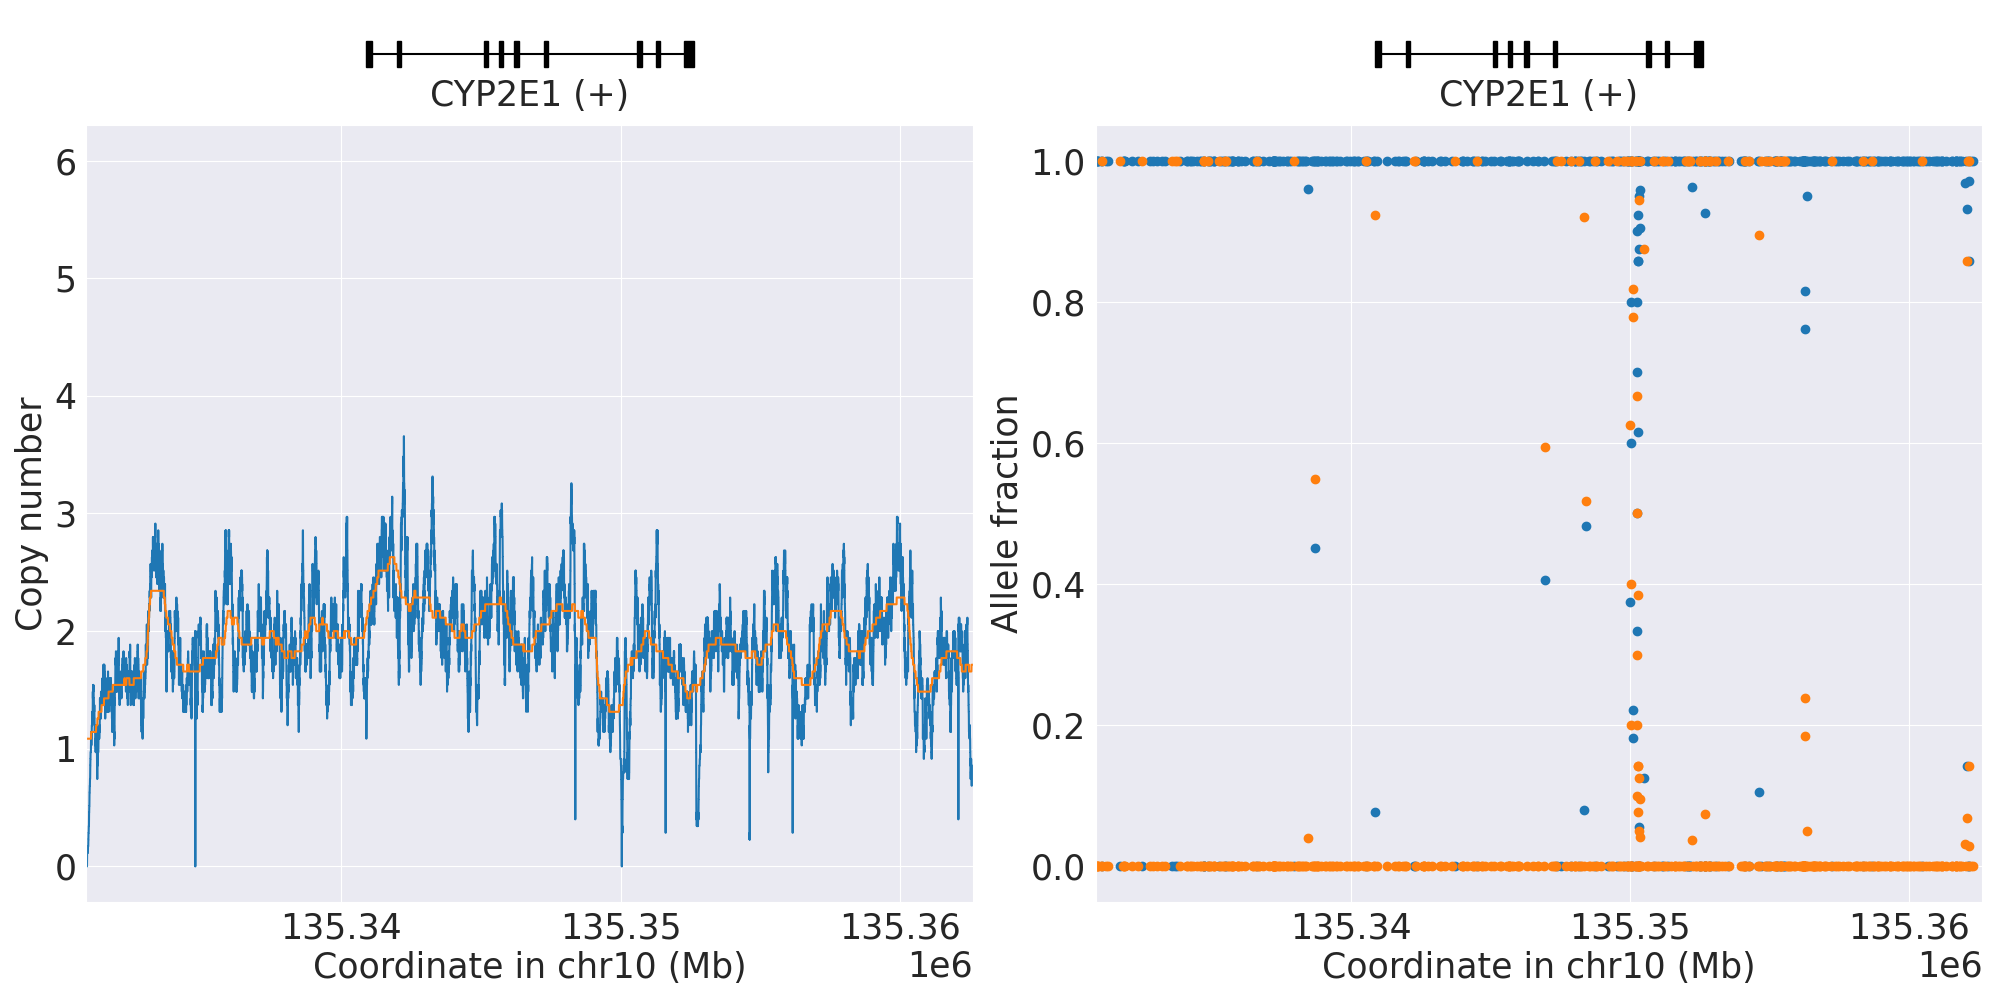 CYP2E1 (+)
6
5
4
3
2
1
0
Copy number
135.34 135.35 135.36
Coordinate in chr10 (Mb) 1e6
CYP2E1 (+)
1.0
0.8
0.6
0.4
0.2
0.0
Allele fraction
135.34 135.35 135.36
Coordinate in chr10 (Mb) 1e6